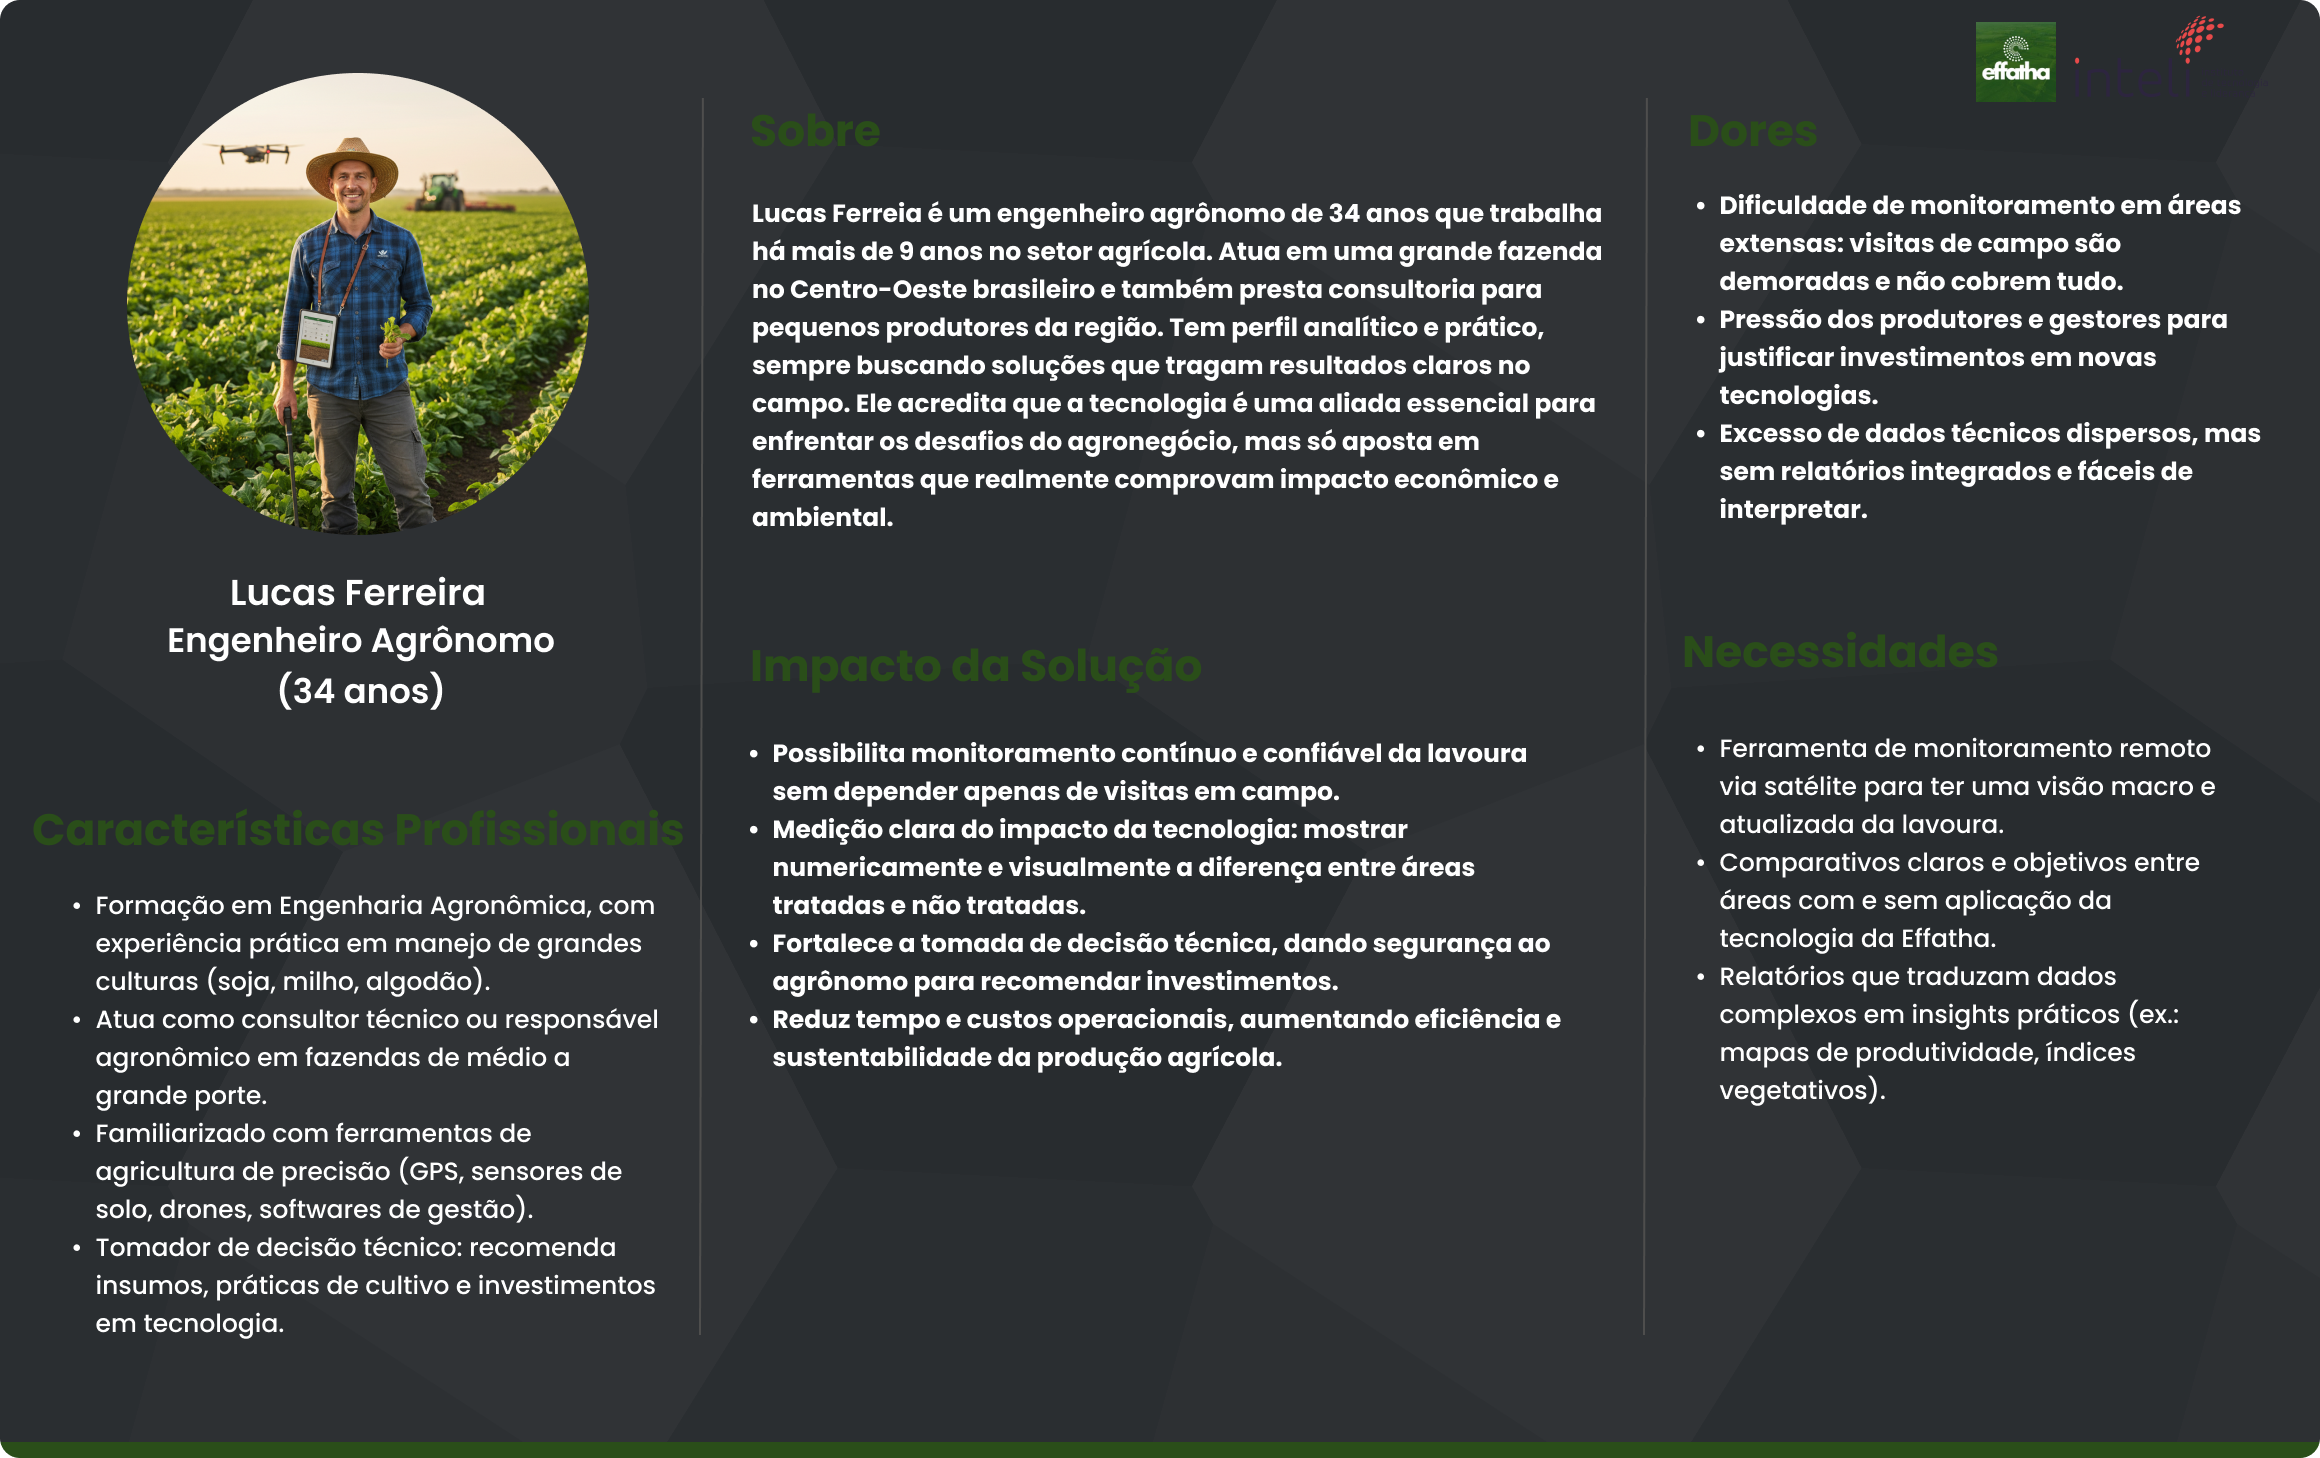 effatha
inteli
Lucas Ferreira
Engenheiro Agrônomo
(34 anos)
Características Profissionais
• Formação em Engenharia Agronômica, com
experiência prática em manejo de grandes
culturas (soja, milho, algodão).
• Atua como consultor técnico ou responsável
agronômico em fazendas de médio a
grande porte.
• Familiarizado com ferramentas de
agricultura de precisão (GPS, sensores de
solo, drones, softwares de gestão).
• Tomador de decisão técnico: recomenda
insumos, práticas de cultivo e investimentos
em tecnologia.
Sobre
Lucas Ferreia é um engenheiro agrônomo de 34 anos que trabalha
há mais de 9 anos no setor agrícola. Atua em uma grande fazenda
no Centro-Oeste brasileiro e também presta consultoria para
pequenos produtores da região. Tem perfil analítico e prático,
sempre buscando soluções que tragam resultados claros no
campo. Ele acredita que a tecnologia é uma aliada essencial para
enfrentar os desafios do agronegócio, mas só aposta em
ferramentas que realmente comprovam impacto econômico e
ambiental.
Impacto da Solução
• Possibilita monitoramento contínuo e confiável da lavoura
sem depender apenas de visitas em campo.
• Medição clara do impacto da tecnologia: mostrar
numericamente e visualmente a diferença entre áreas
tratadas e não tratadas.
• Fortalece a tomada de decisão técnica, dando segurança ao
agrônomo para recomendar investimentos.
• Reduz tempo e custos operacionais, aumentando eficiência e
sustentabilidade da produção agrícola.
Dores
• Dificuldade de monitoramento em áreas
extensas: visitas de campo são
demoradas e não cobrem tudo.
• Pressão dos produtores e gestores para
justificar investimentos em novas
tecnologias.
• Excesso de dados técnicos dispersos, mas
sem relatórios integrados e fáceis de
interpretar.
Necessidades
• Ferramenta de monitoramento remoto
via satélite para ter uma visão macro e
atualizada da lavoura.
• Comparativos claros e objetivos entre
áreas com e sem aplicação da
tecnologia da Effatha.
• Relatórios que traduzam dados
complexos em insights práticos (ex.:
mapas de produtividade, índices
vegetativos).